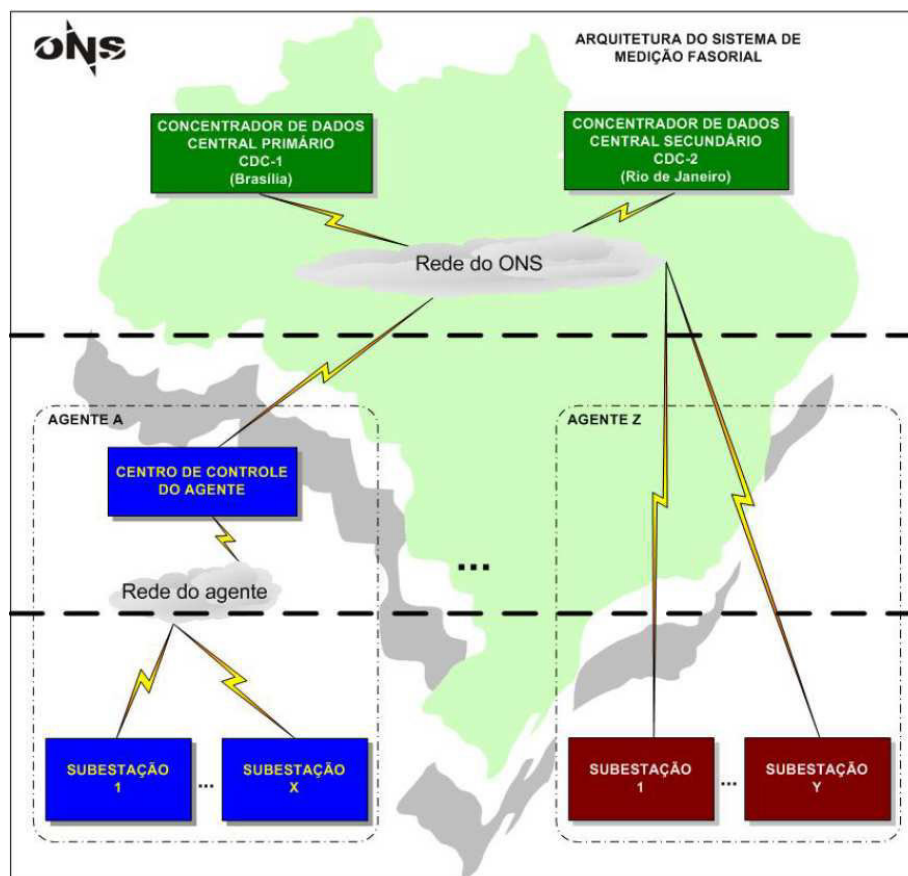 ONS
ARQUITETURA DO SISTEMA DE
MEDIÇÃO FASORIAL
CONCENTRADOR DE DADOS
CENTRAL PRIMÁRIO
CDC-1
(Brasília)
CONCENTRADOR DE DADOS
CENTRAL SECUNDÁRIO
CDC-2
(Rio de Janeiro)
Rede do ONS
AGENTE A
CENTRO DE CONTROLE
DO AGENTE
Rede do agente
SUBESTAÇÃO
1
...
SUBESTAÇÃO
X
...
AGENTE Z
SUBESTAÇÃO
1
...
SUBESTAÇÃO
Y